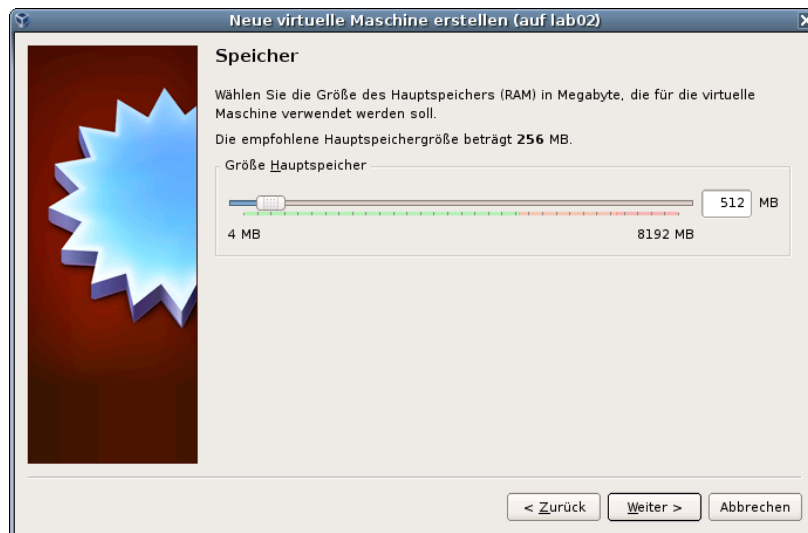 Neue virtuelle Maschine erstellen (auf lab02)
Speicher
Wählen Sie die Größe des Hauptspeichers (RAM) in Megabyte, die für die virtuelle
Maschine verwendet werden soll.
Die empfohlene Hauptspeichergröße beträgt 256 MB.
Größe Hauptspeicher
512 MB
4 MB 8192 MB
< Zurück Weiter > Abbrechen